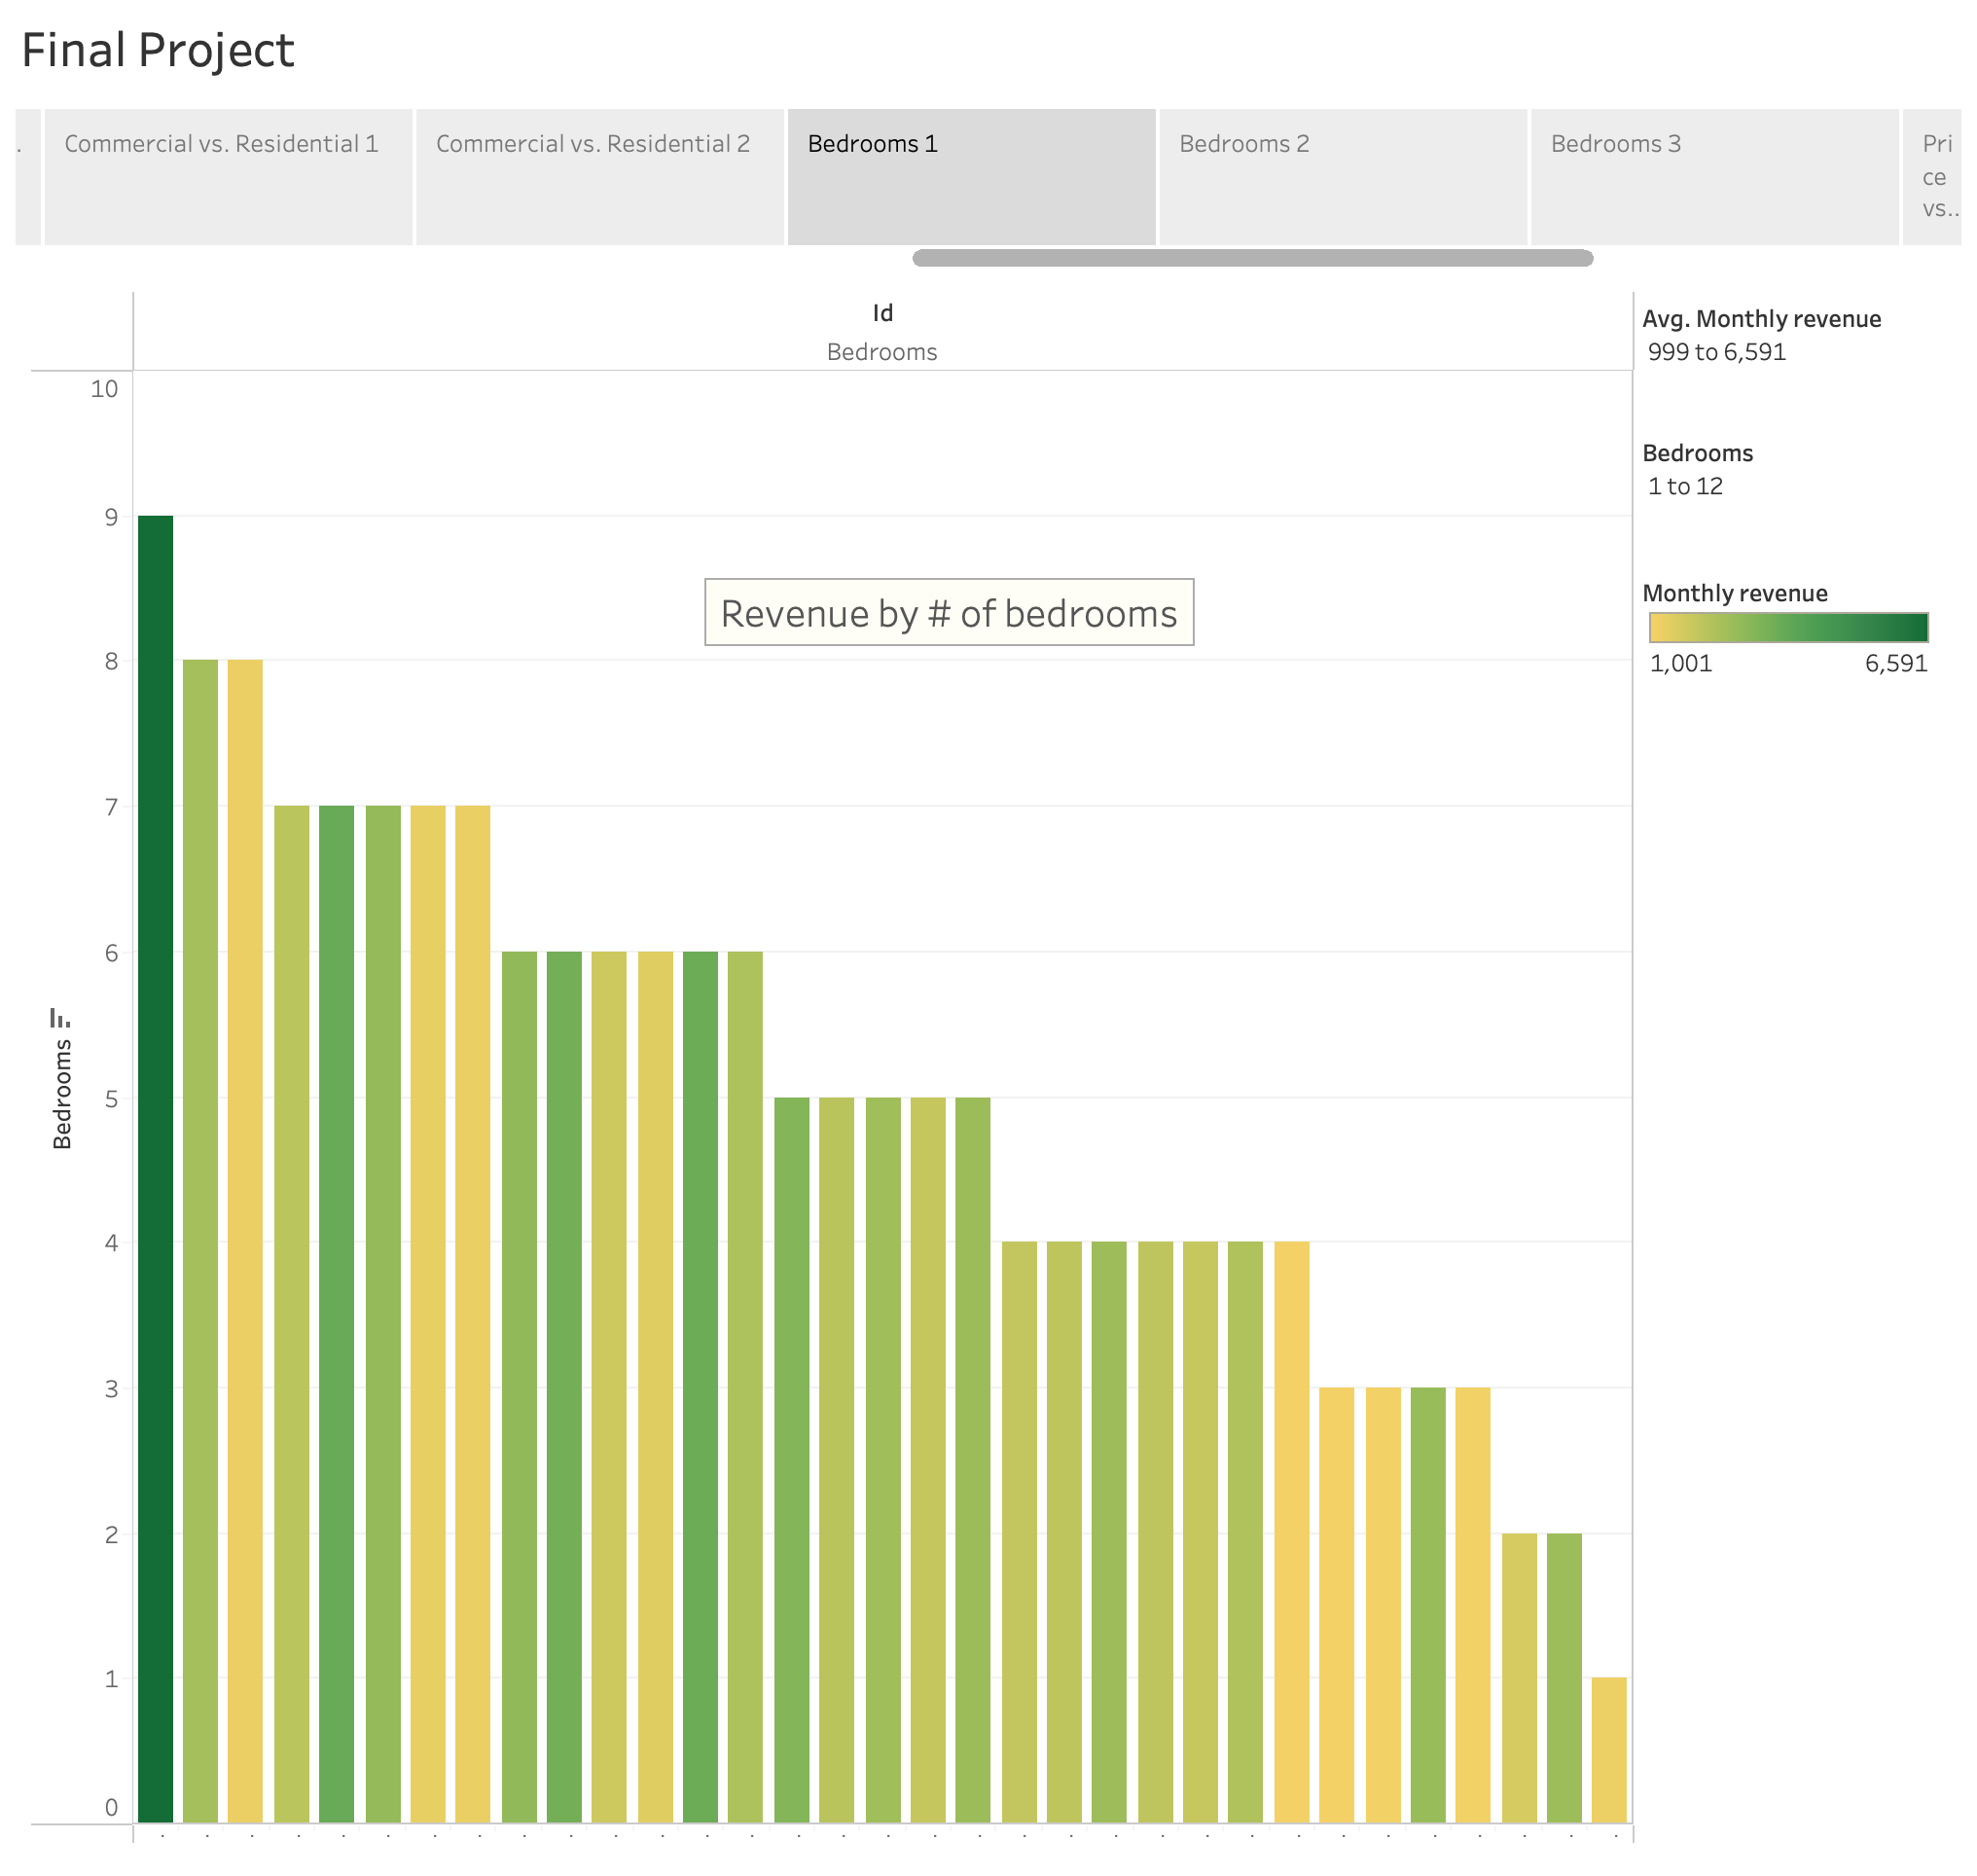 Final Project
.
Commercial vs. Residential 1
Commercial vs. Residential 2
Bedrooms 1
Bedrooms 2
Bedrooms 3
Pri
ce
vs..
Id
Bedrooms
Avg. Monthly revenue
999 to 6,591
Bedrooms
1 to 12
Monthly revenue
1,001
6,591
Revenue by # of bedrooms
Bedrooms
10
9
8
7
6
5
4
3
2
1
0
. . . . . . . . . . . . . . . . . . . . . . . . . . . . . . . . .